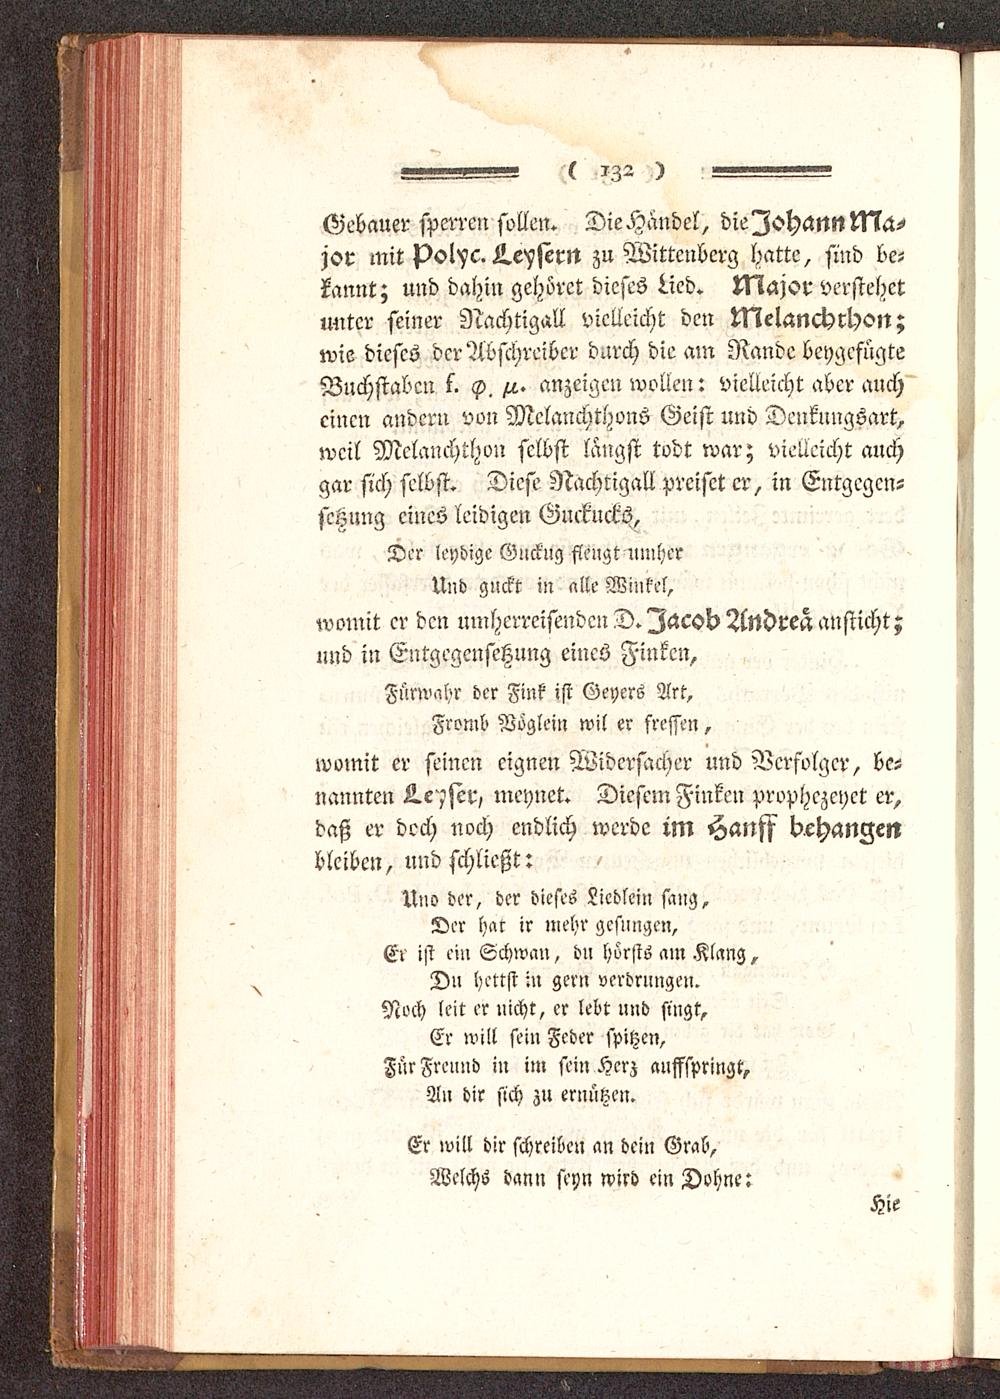 ( 132 )
Gebauer sperren sollen. Die Händel, die Johann Ma-
jor mit Polyc. Leysern zu Wittenberg hatte, sind be-
kannt; und dahin gehöret dieses Lied. Major verstehet
unter seiner Nachtigall vielleicht den Melanchthon;
wie dieses der Abschreiber durch die am Rande beygefügte
Buchstaben f. φ. μ. anzeigen wollen: vielleicht aber auch
einen andern von Melanchthons Geist und Denkungsart,
weil Melanchthon selbst längst todt war; vielleicht auch
gar sich selbst. Diese Nachtigall preiset er, in Entgegen-
setzung eines leidigen Guckucks,
Der leydige Guckug fleugt umher
Und guckt in alle Winkel,
womit er den umherreisenden D. Jacob Andreä ansticht;
und in Entgegensetzung eines Finken,
Fürwahr der Fink ist Geyers Art,
Fromb Vöglein wil er fressen,
womit er seinen eignen Widersacher und Verfolger, be-
nannten Leyser, meynet. Diesem Finken prophezeyet er,
daß er doch noch endlich werde im Hanff behangen
bleiben, und schließt:
Und der, der dieses Liedlein sang,
Der hat ir mehr gesungen,
Er ist ein Schwan, du hörsts am Klang,
Du hettst in gern verdrungen.
Noch leit er nicht, er lebt und singt,
Er will sein Feder spitzen,
Für Freund in im sein Herz auffspringt,
An dir sich zu ernützen.
Er will dir schreiben an dein Grab,
Welchs dann seyn wird ein Dohne:
Hie